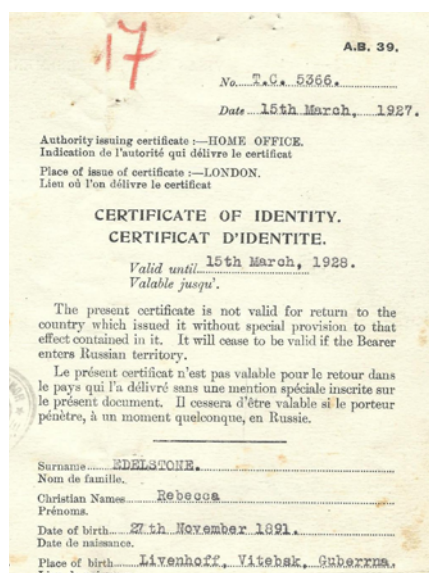 17
A.B. 39.
No. T.C. 5366.
Date 15th March, 1927.
Authority issuing certificate :—HOME OFFICE.
Indication de l'autorité qui délivre le certificat
Place of issue of certificate :—LONDON.
Lieu où l'on délivre le certificat
CERTIFICATE OF IDENTITY.
CERTIFICAT D'IDENTITE.
Valid until 15th March, 1928.
Valable jusqu'.
The present certificate is not valid for return to the
country which issued it without special provision to that
effect contained in it. It will cease to be valid if the Bearer
enters Russian territory.
Le présent certificat n'est pas valable pour le retour dans
le pays qui l'a délivré sans une mention spéciale inscrite sur
le présent document. Il cessera d'être valable si le porteur
pénètre, à un moment quelconque, en Russie.
Surname EDELSTONE.
Nom de famille.
Christian Names Rebecca
Prénoms.
Date of birth 27th November 1891.
Date de naissance.
Place of birth Livenhoff, Vitebak, Guberrna.